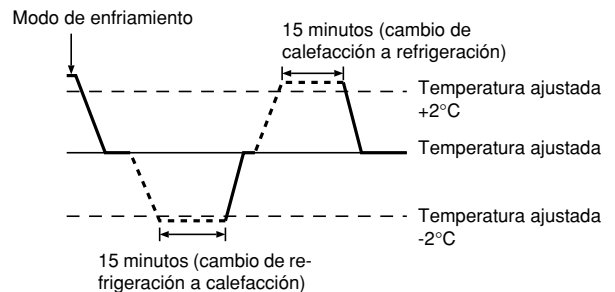 Modo de enfriamiento
15 minutos (cambio de
calefacción a refrigeración)
Temperatura ajustada
+2°C
Temperatura ajustada
Temperatura ajustada
-2°C
15 minutos (cambio de re-
frigeración a calefacción)